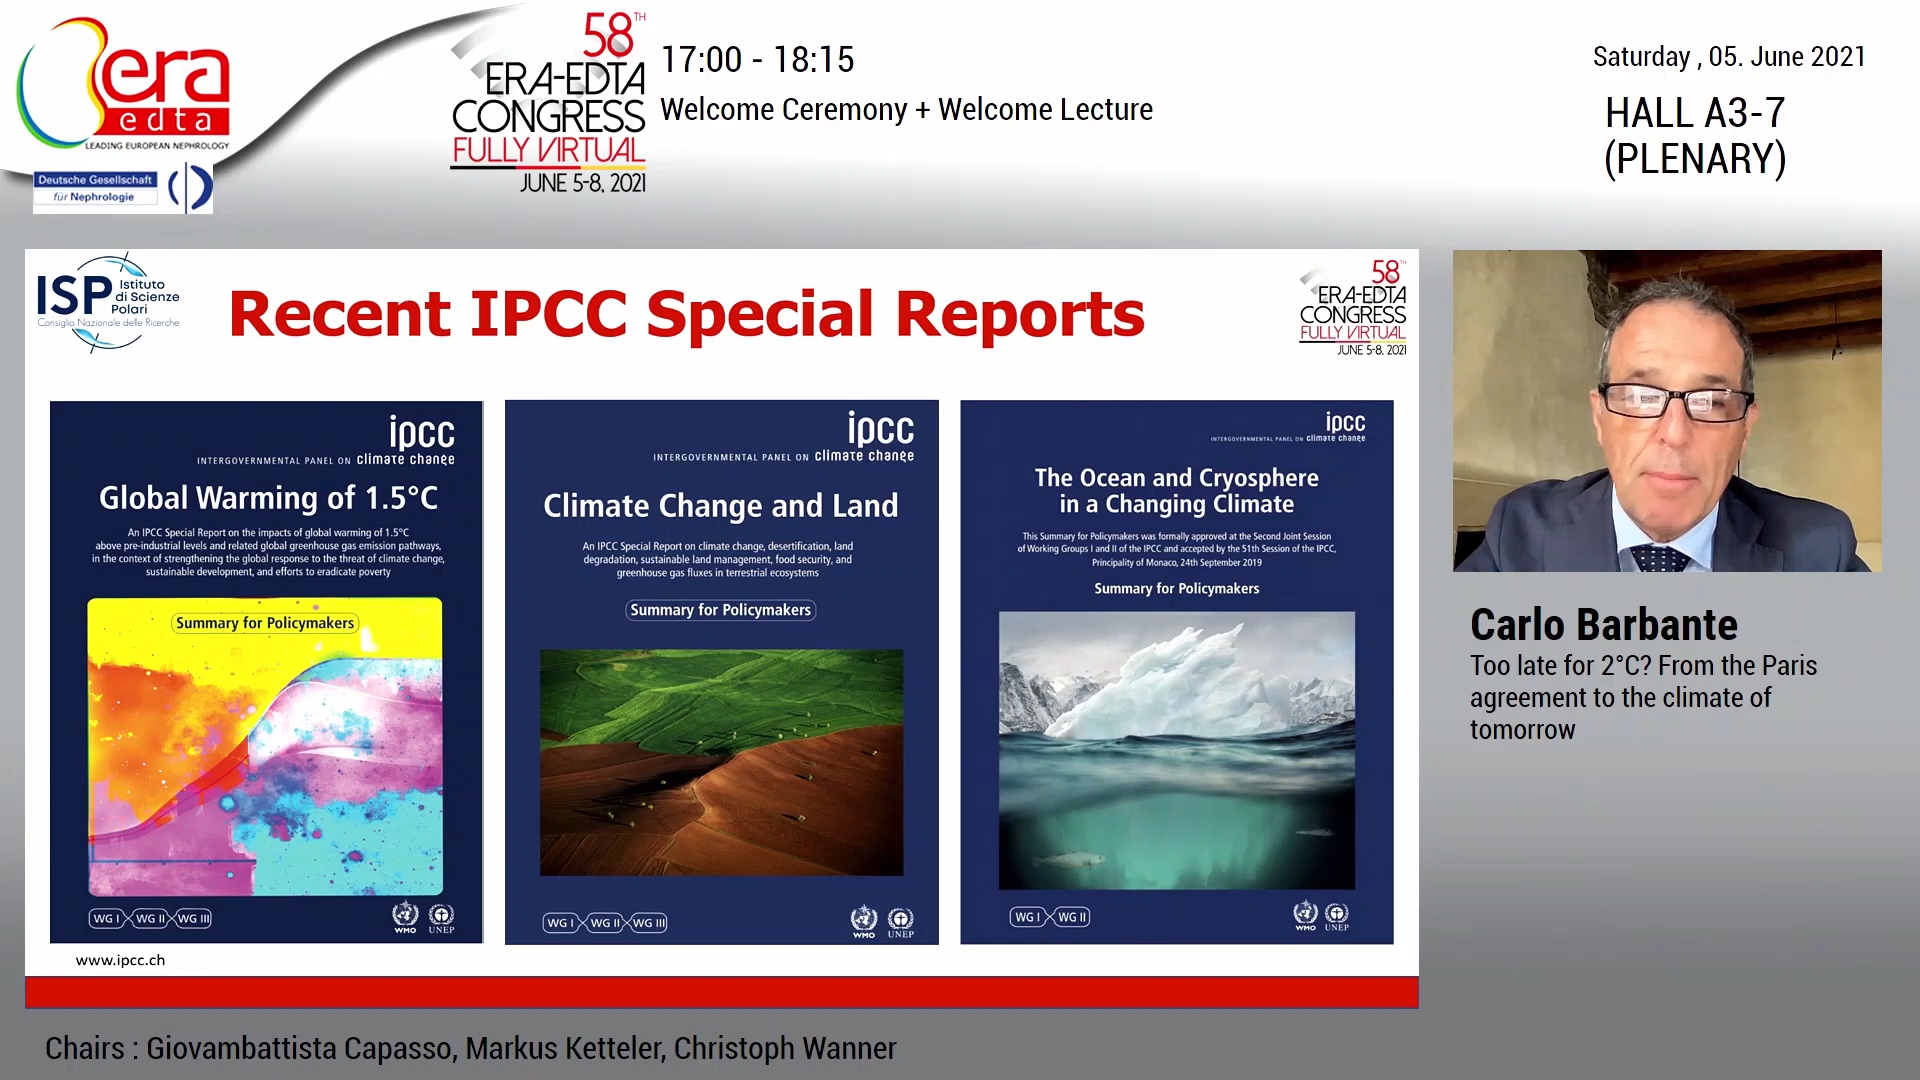 era
edta
LEADING EUROPEAN NEPHROLOGY
Deutsche Gesellschaft
für Nephrologie
58TH
ERA-EDTA
CONGRESS
FULLY VIRTUAL
JUNE 5-8, 2021
17:00 - 18:15
Welcome Ceremony + Welcome Lecture
Saturday , 05. June 2021
HALL A3-7
(PLENARY)
ISP Istituto
di Scienze
Polari
Consiglio Nazionale delle Ricerche
Recent IPCC Special Reports
58TH
ERA-EDTA
CONGRESS
FULLY VIRTUAL
JUNE 5-8, 2021
ipcc
INTERGOVERNMENTAL PANEL ON climate change
Global Warming of 1.5°C
An IPCC Special Report on the impacts of global warming of 1.5°C
above pre-industrial levels and related global greenhouse gas emission pathways,
in the context of strengthening the global response to the threat of climate change,
sustainable development, and efforts to eradicate poverty
Summary for Policymakers
WG I WG II WG III
WMO UNEP
ipcc
INTERGOVERNMENTAL PANEL ON climate change
Climate Change and Land
An IPCC Special Report on climate change, desertification, land
degradation, sustainable land management, food security, and
greenhouse gas fluxes in terrestrial ecosystems
Summary for Policymakers
WG I WG II WG III
WMO UNEP
ipcc
INTERGOVERNMENTAL PANEL ON climate change
The Ocean and Cryosphere
in a Changing Climate
This Summary for Policymakers was formally approved at the Second Joint Session
of Working Groups I and II of the IPCC and accepted by the 51th Session of the IPCC,
Principality of Monaco, 24th September 2019
Summary for Policymakers
WG I WG II
WMO UNEP
www.ipcc.ch
Carlo Barbante
Too late for 2°C? From the Paris
agreement to the climate of
tomorrow
Chairs : Giovambattista Capasso, Markus Ketteler, Christoph Wanner